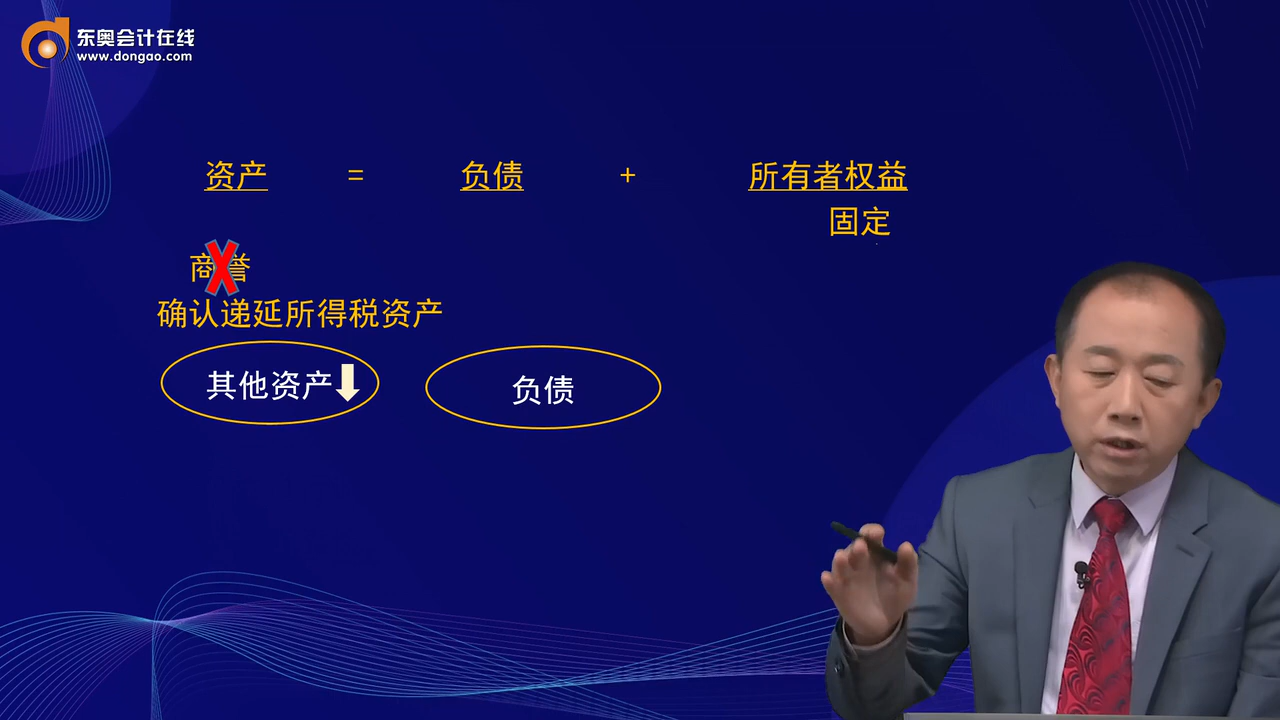 东奥会计在线
www.dongao.com
资产 = 负债 + 所有者权益
固定
商誉
确认递延所得税资产
其他资产 负债